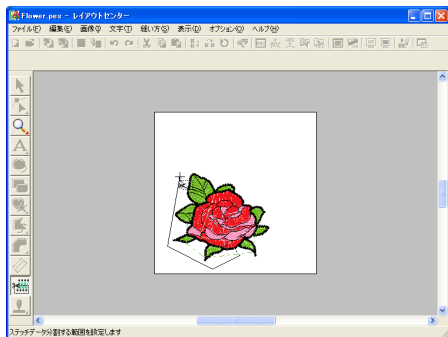 Flower.pes - レイアウトセンター
ファイル(F) 編集(E) 画像(I) 文字(T) 縫い方(S) 表示(D) オプション(O) ヘルプ(H)
ステッチデータ分割する範囲を設定します